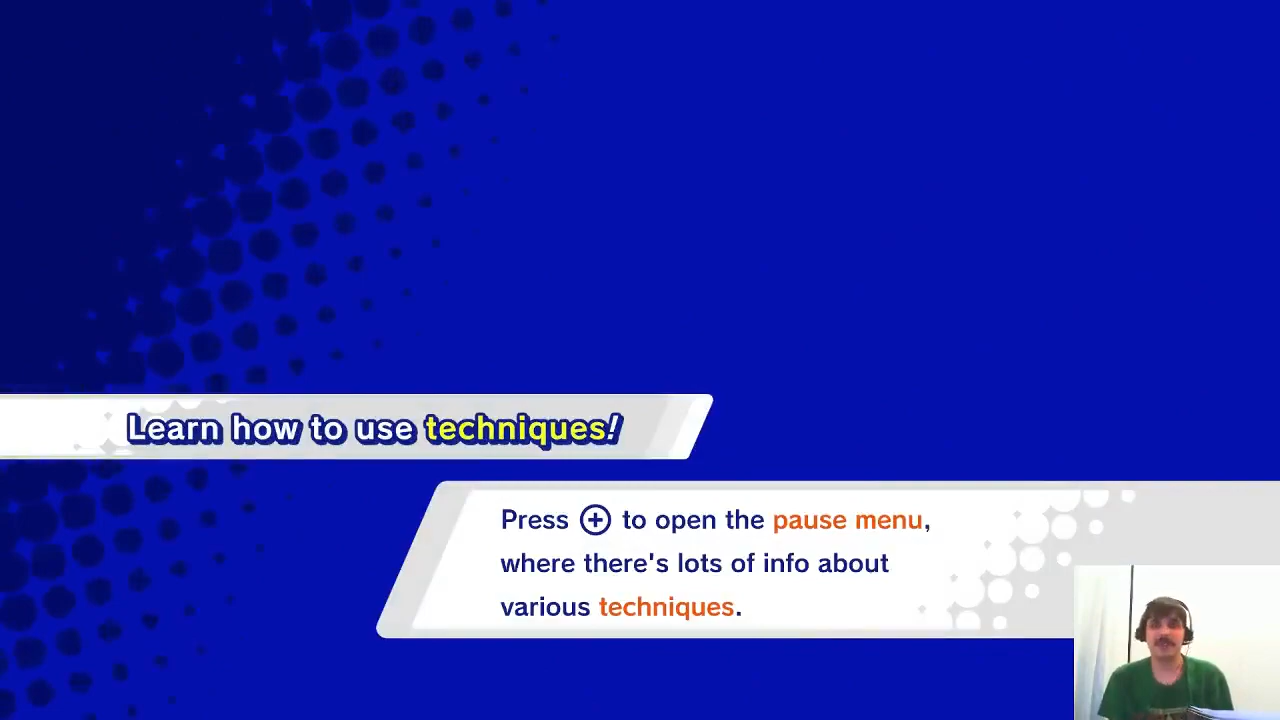 Learn how to use techniques!
Press + to open the pause menu,
where there's lots of info about
various techniques.